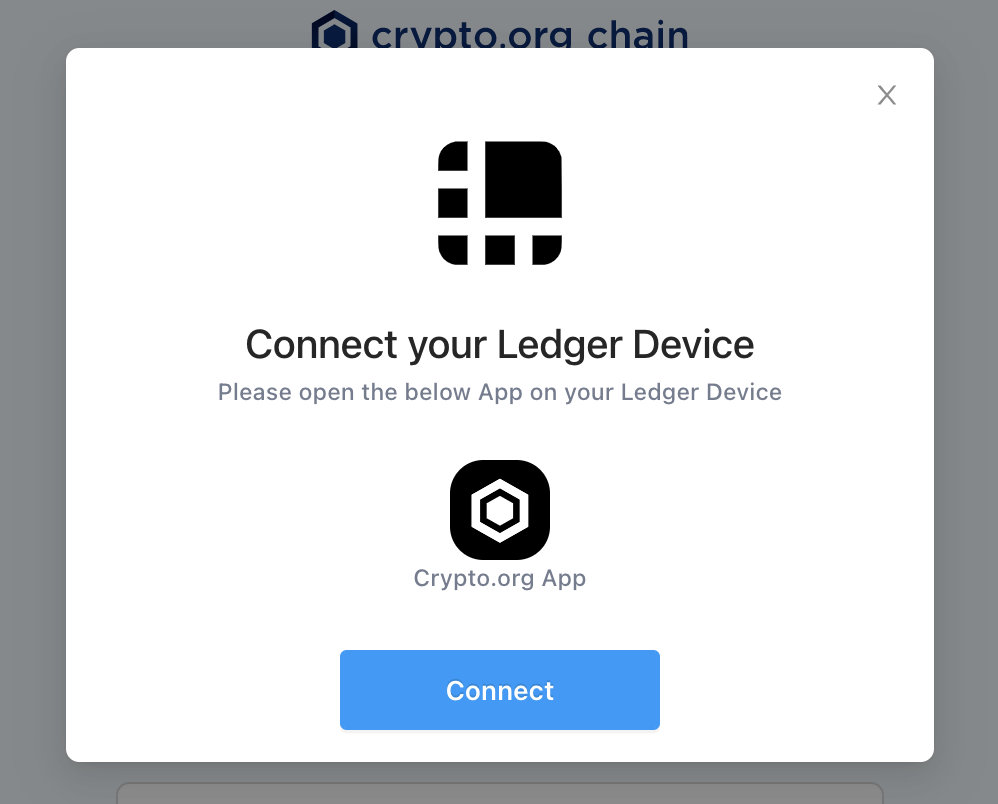 crypto.org chain
X
Connect your Ledger Device
Please open the below App on your Ledger Device
Crypto.org App
Connect